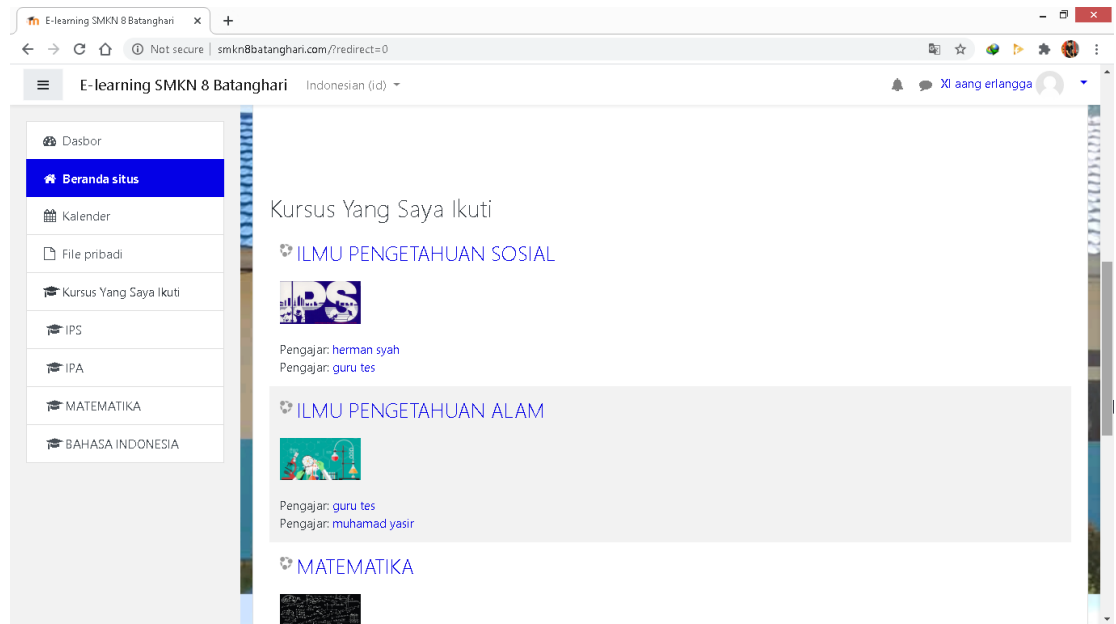 E-learning SMKN 8 Batanghari
Not secure | smkn8batanghari.com/?redirect=0
E-learning SMKN 8 Batanghari
Indonesian (id)
XI aang erlangga
Dasbor
Beranda situs
Kalender
File pribadi
Kursus Yang Saya Ikuti
IPS
IPA
MATEMATIKA
BAHASA INDONESIA
Kursus Yang Saya Ikuti
ILMU PENGETAHUAN SOSIAL
IPS
Pengajar: herman syah
Pengajar: guru tes
ILMU PENGETAHUAN ALAM
Pengajar: guru tes
Pengajar: muhamad yasir
MATEMATIKA